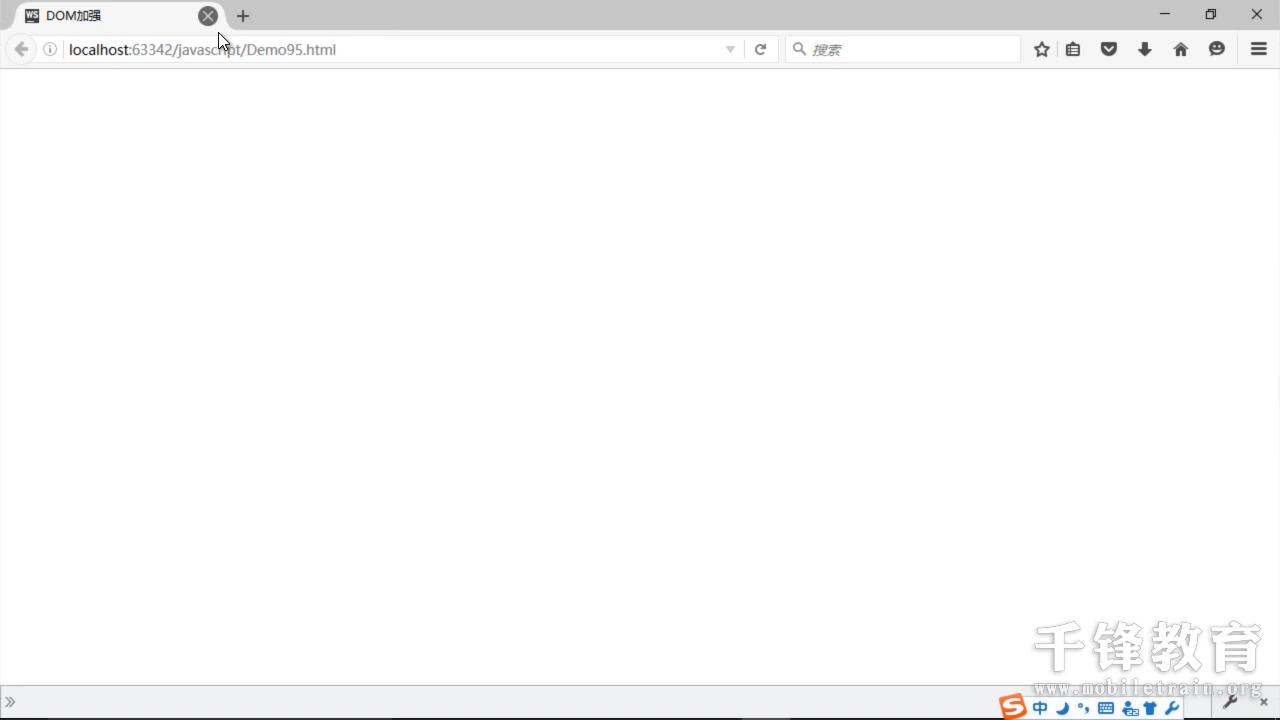 WS DOM加强
localhost:63342/javascript/Demo95.html
搜索
千锋教育
www.mobiletrain.org
S 中